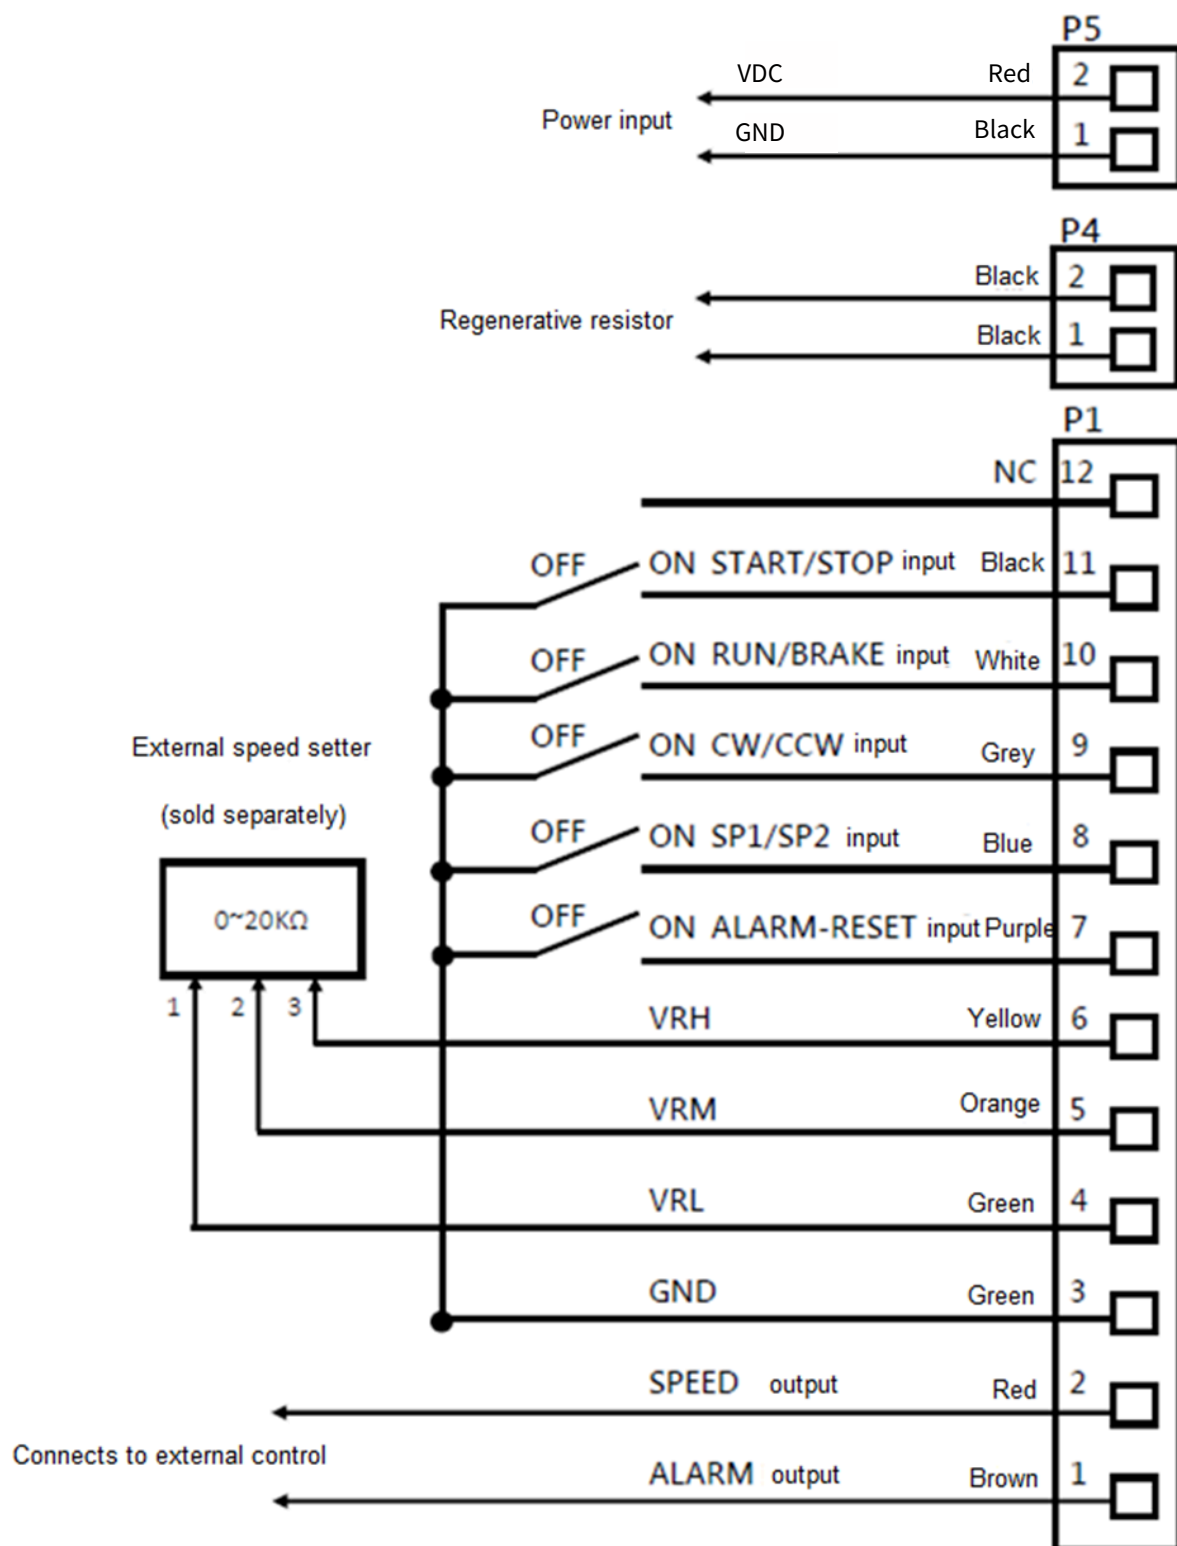 P5
VDC Red 2
Power input
GND Black 1
P4
Black 2
Regenerative resistor
Black 1
P1
NC 12
OFF ON START/STOP input Black 11
OFF ON RUN/BRAKE input White 10
OFF ON CW/CCW input Grey 9
External speed setter
(sold separately)
OFF ON SP1/SP2 input Blue 8
0~20KΩ
OFF ON ALARM-RESET input Purple 7
1 2 3
VRH Yellow 6
VRM Orange 5
VRL Green 4
GND Green 3
SPEED output Red 2
Connects to external control
ALARM output Brown 1